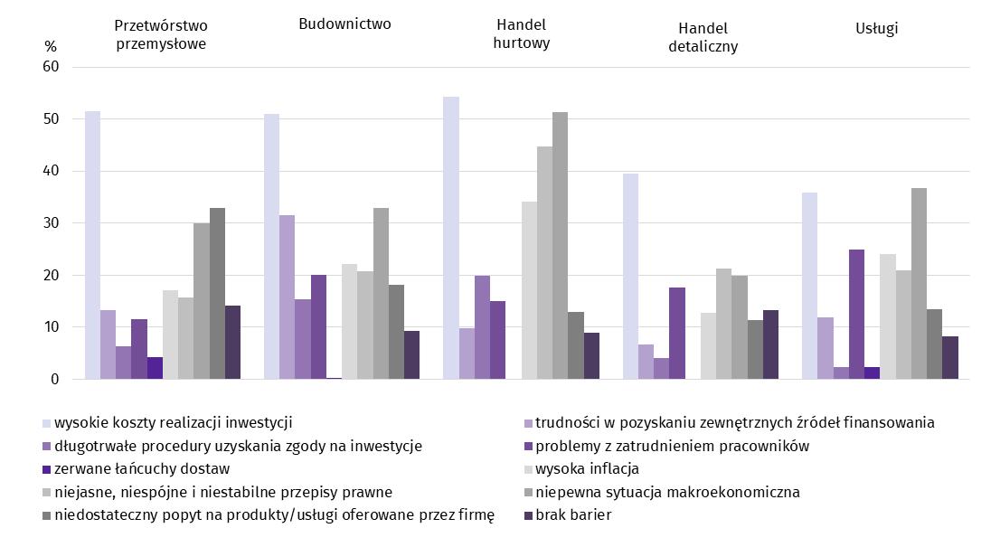 Przetwórstwo
przemysłowe
Budownictwo
Handel
hurtowy
Handel
detaliczny
Usługi
%
60
50
40
30
20
10
0
wysokie koszty realizacji inwestycji
trudności w pozyskaniu zewnętrznych źródeł finansowania
długotrwałe procedury uzyskania zgody na inwestycje
problemy z zatrudnieniem pracowników
zerwane łańcuchy dostaw
wysoka inflacja
niejasne, niespójne i niestabilne przepisy prawne
niepewna sytuacja makroekonomiczna
niedostateczny popyt na produkty/usługi oferowane przez firmę
brak barier